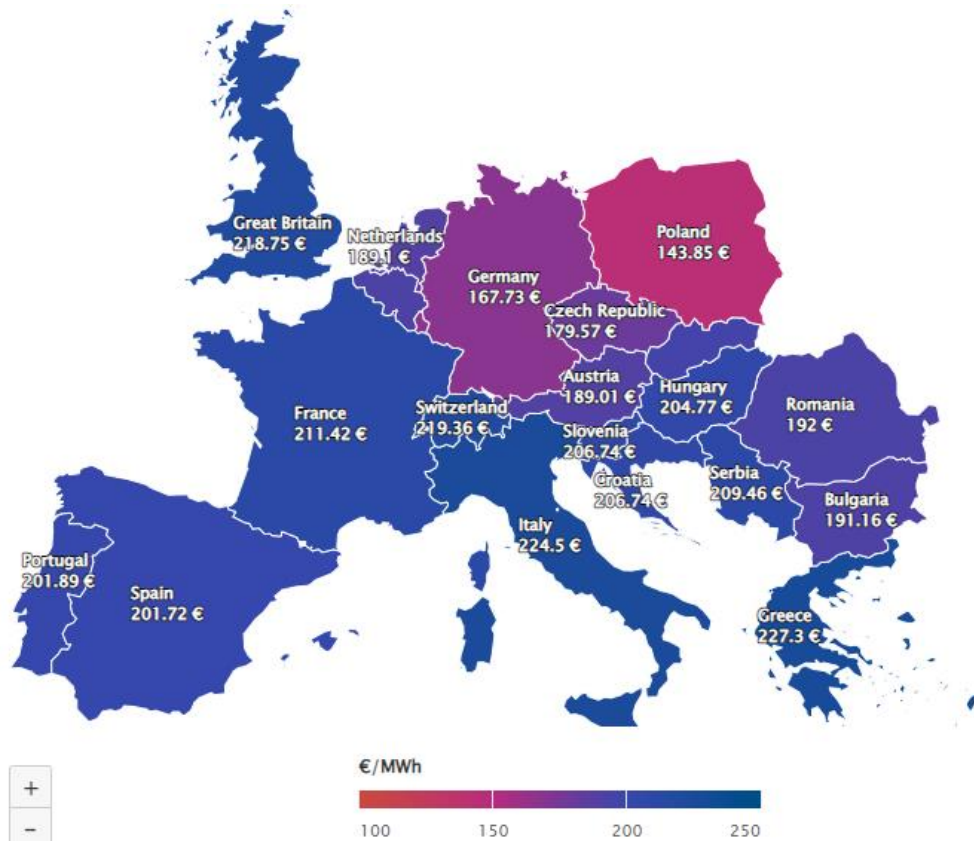 Great Britain
218.75 €
Netherlands
189.1 €
Poland
143.85 €
Germany
167.73 €
Czech Republic
179.57 €
Austria
189.01 €
Hungary
204.77 €
Romania
192 €
France
211.42 €
Switzerland
219.36 €
Slovenia
206.74 €
Croatia
206.74 €
Serbia
209.46 €
Bulgaria
191.16 €
Italy
224.5 €
Portugal
201.89 €
Spain
201.72 €
Greece
227.3 €
€/MWh
100 150 200 250
+
−